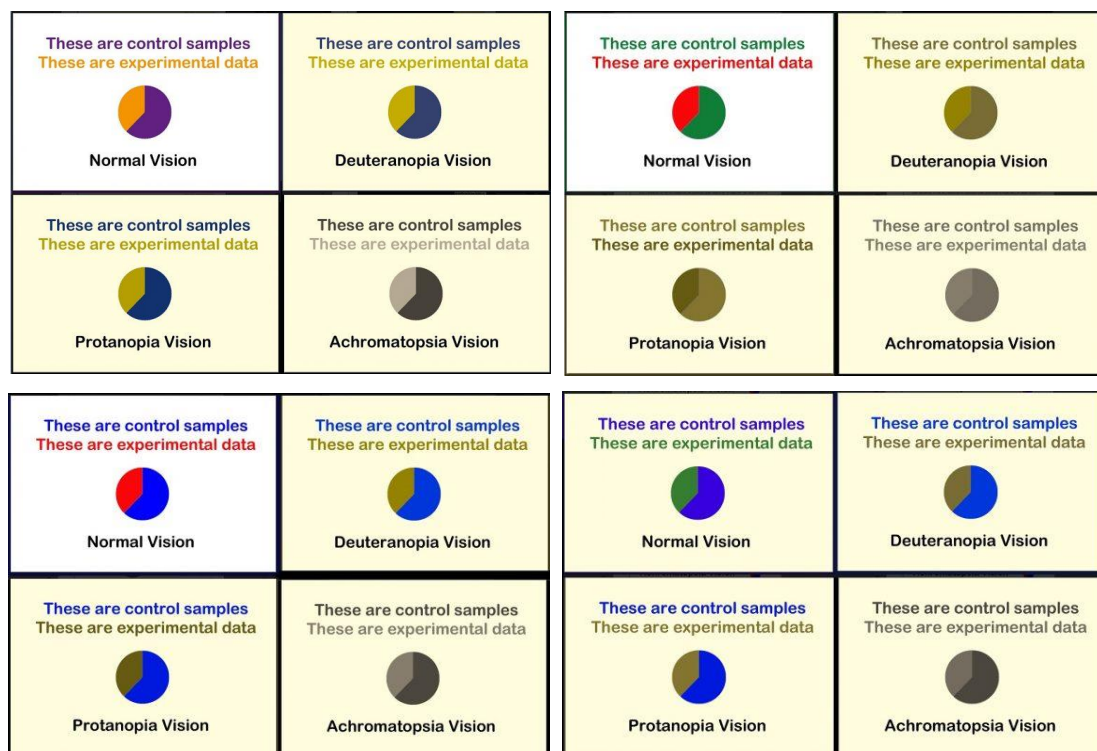 These are control samples
These are experimental data
Normal Vision
These are control samples
These are experimental data
Deuteranopia Vision
These are control samples
These are experimental data
Protanopia Vision
These are control samples
These are experimental data
Achromatopsia Vision
These are control samples
These are experimental data
Normal Vision
These are control samples
These are experimental data
Deuteranopia Vision
These are control samples
These are experimental data
Protanopia Vision
These are control samples
These are experimental data
Achromatopsia Vision
These are control samples
These are experimental data
Normal Vision
These are control samples
These are experimental data
Deuteranopia Vision
These are control samples
These are experimental data
Protanopia Vision
These are control samples
These are experimental data
Achromatopsia Vision
These are control samples
These are experimental data
Normal Vision
These are control samples
These are experimental data
Deuteranopia Vision
These are control samples
These are experimental data
Protanopia Vision
These are control samples
These are experimental data
Achromatopsia Vision